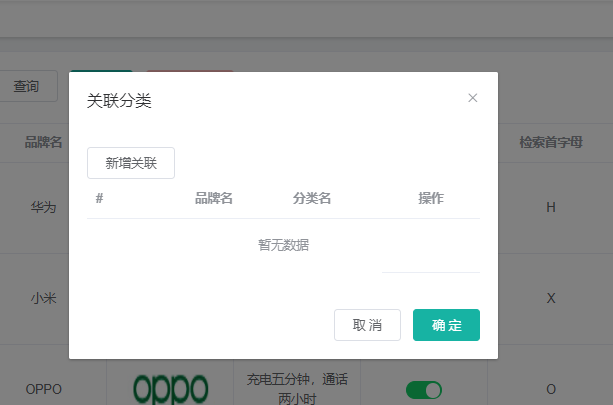 查询
关联分类
新增关联
# 品牌名 分类名 操作
暂无数据
取消 确定
品牌名 检索首字母
华为 H
小米 X
OPPO oppo 充电五分钟，通话 O
两小时